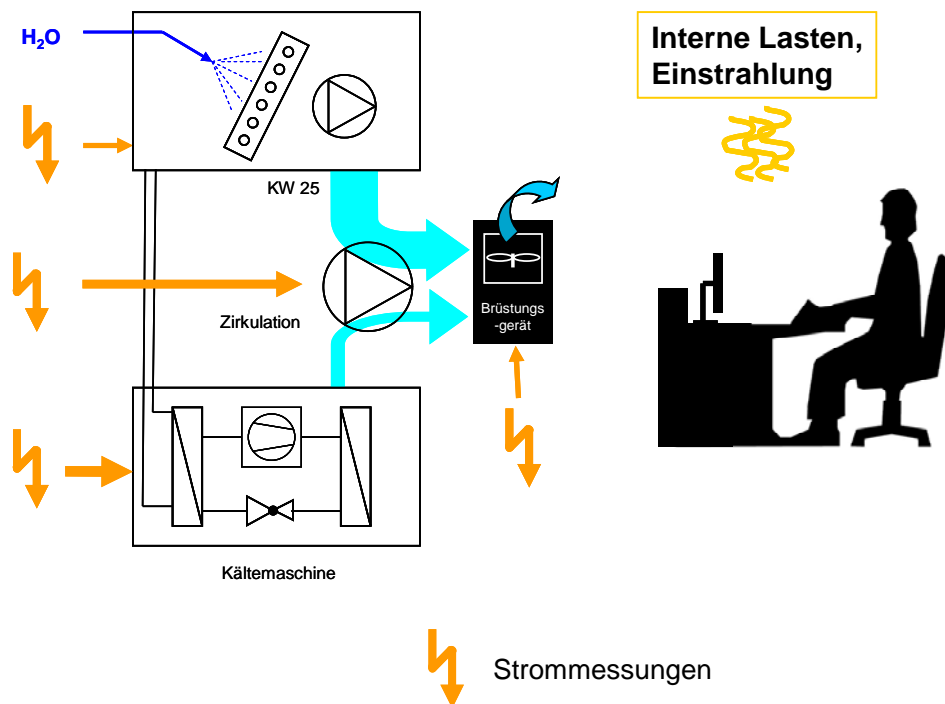 H₂O
Interne Lasten,
Einstrahlung
KW 25
Zirkulation
Brüstungs
-gerät
Kältemaschine
Strommessungen